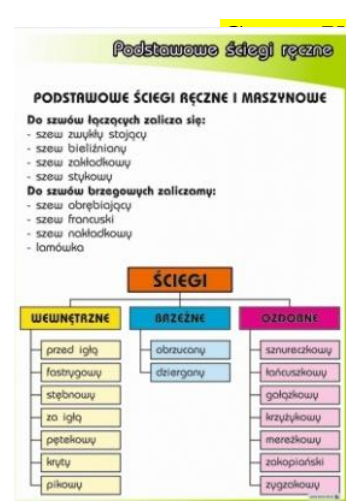 Podstawowe ściegi ręczne
PODSTAWOWE ŚCIEGI RĘCZNE I MASZYNOWE
Do szwów łączących zalicza się:
- szew zwykły stojący
- szew bieliźniany
- szew zakładkowy
- szew stykowy
Do szwów brzegowych zaliczamy:
- szew obrębiający
- szew francuski
- szew nakładkowy
- lamówka
ŚCIEGI
WEWNĘTRZNE
przed igłą
fastrygowy
stębnowy
za igłą
pętekowy
kryty
pikowy
BRZEŻNE
obrzucany
dziergany
OZDOBNE
sznureczkowy
łańcuszkowy
gałązkowy
krzyżykowy
mereżkowy
zakopiański
zygzakowy